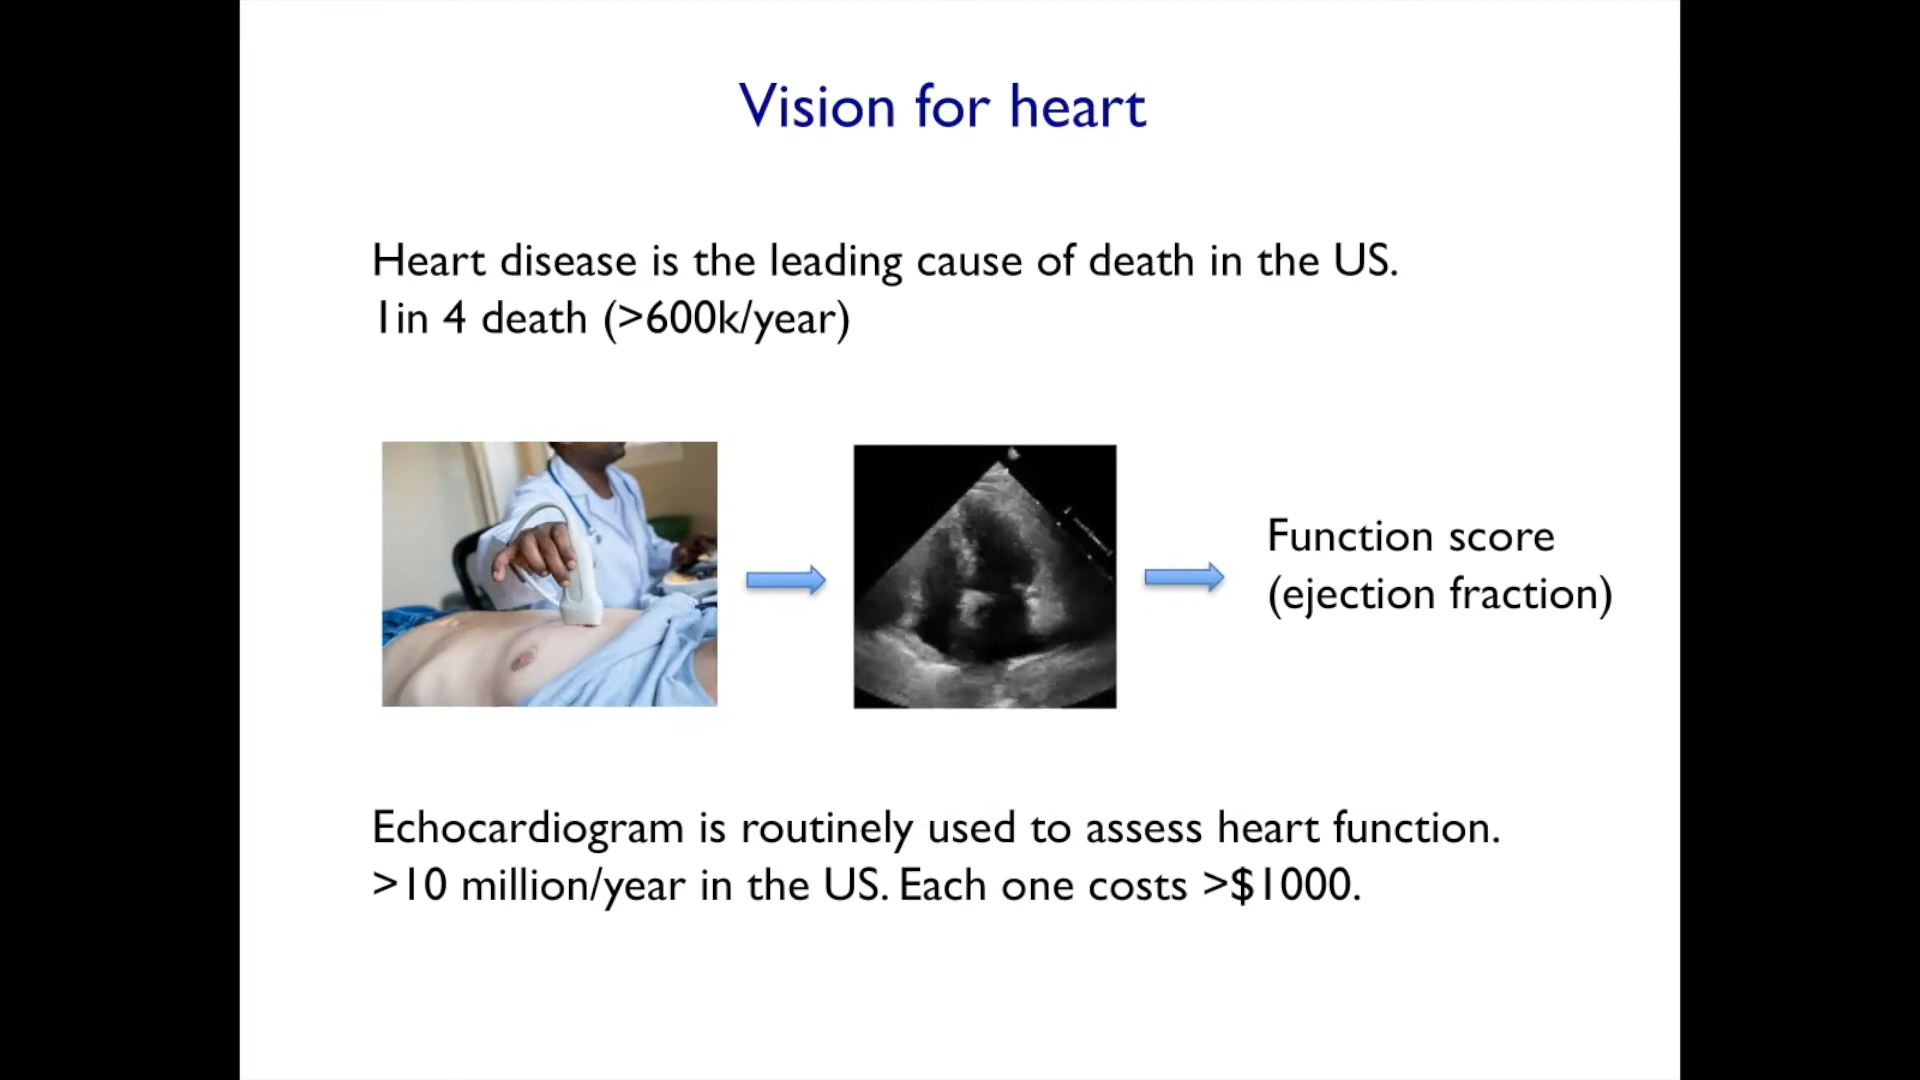 Vision for heart
Heart disease is the leading cause of death in the US.
1in 4 death (>600k/year)
Function score
(ejection fraction)
Echocardiogram is routinely used to assess heart function.
>10 million/year in the US. Each one costs >$1000.